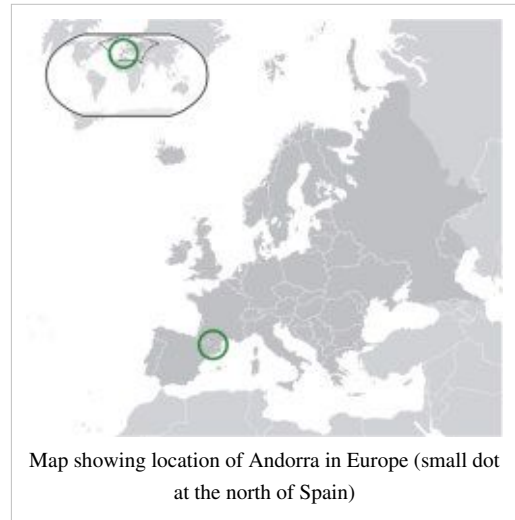 Map showing location of Andorra in Europe (small dot
at the north of Spain)